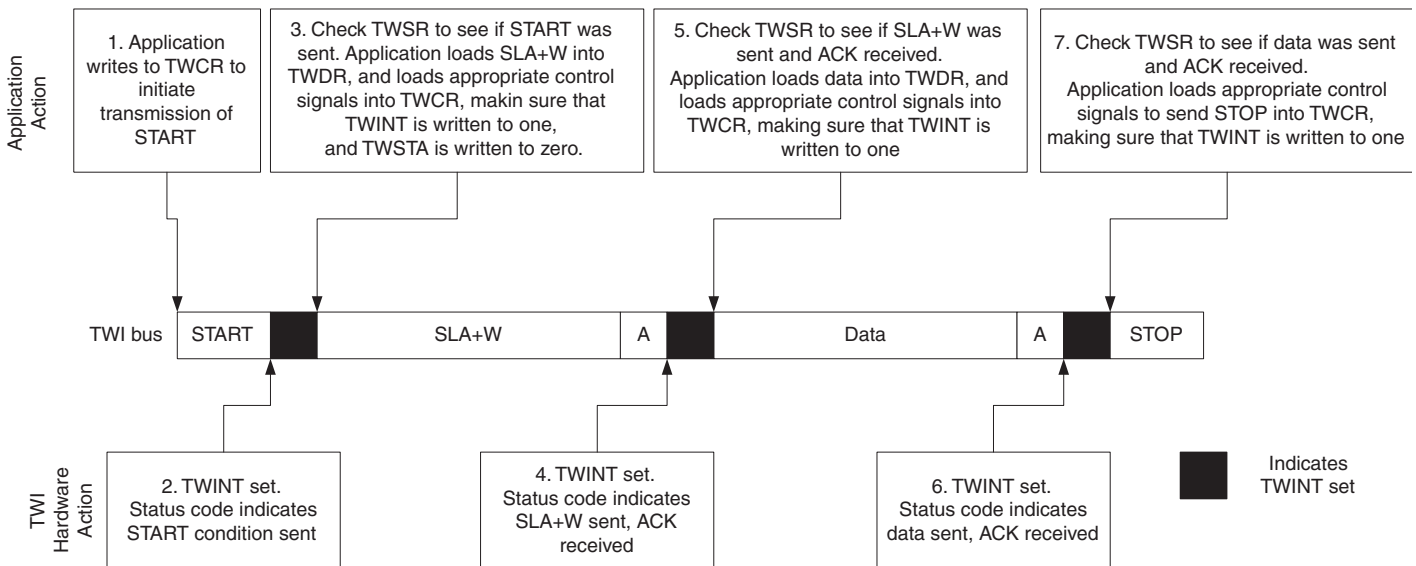 Application
Action
1. Application
writes to TWCR to
initiate
transmission of
START
3. Check TWSR to see if START was
sent. Application loads SLA+W into
TWDR, and loads appropriate control
signals into TWCR, makin sure that
TWINT is written to one,
and TWSTA is written to zero.
5. Check TWSR to see if SLA+W was
sent and ACK received.
Application loads data into TWDR, and
loads appropriate control signals into
TWCR, making sure that TWINT is
written to one
7. Check TWSR to see if data was sent
and ACK received.
Application loads appropriate control
signals to send STOP into TWCR,
making sure that TWINT is written to one
TWI bus
START
SLA+W
A
Data
A
STOP
TWI
Hardware
Action
2. TWINT set.
Status code indicates
START condition sent
4. TWINT set.
Status code indicates
SLA+W sent, ACK
received
6. TWINT set.
Status code indicates
data sent, ACK received
Indicates
TWINT set